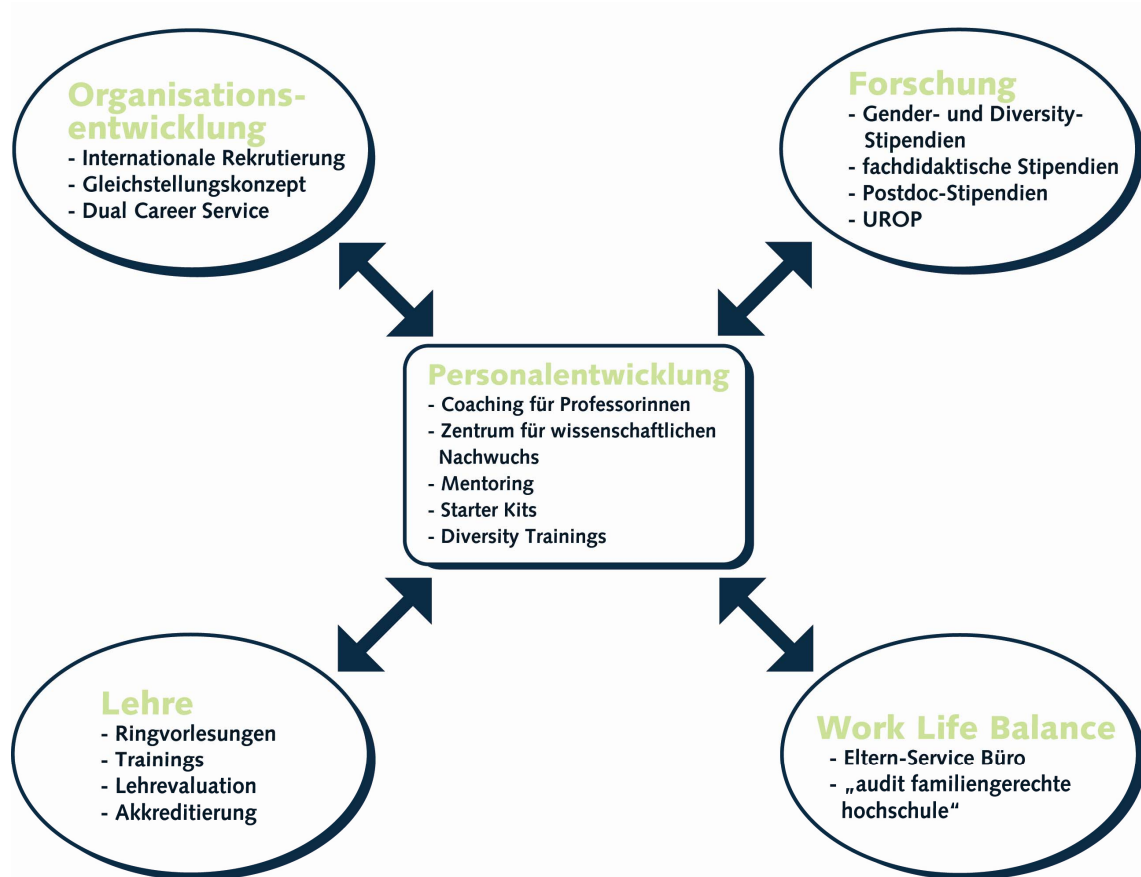 Organisations-
entwicklung
- Internationale Rekrutierung
- Gleichstellungskonzept
- Dual Career Service
Forschung
- Gender- und Diversity-
Stipendien
- fachdidaktische Stipendien
- Postdoc-Stipendien
- UROP
Personalentwicklung
- Coaching für Professorinnen
- Zentrum für wissenschaftlichen
Nachwuchs
- Mentoring
- Starter Kits
- Diversity Trainings
Lehre
- Ringvorlesungen
- Trainings
- Lehrevaluation
- Akkreditierung
Work Life Balance
- Eltern-Service Büro
- „audit familiengerechte
hochschule“